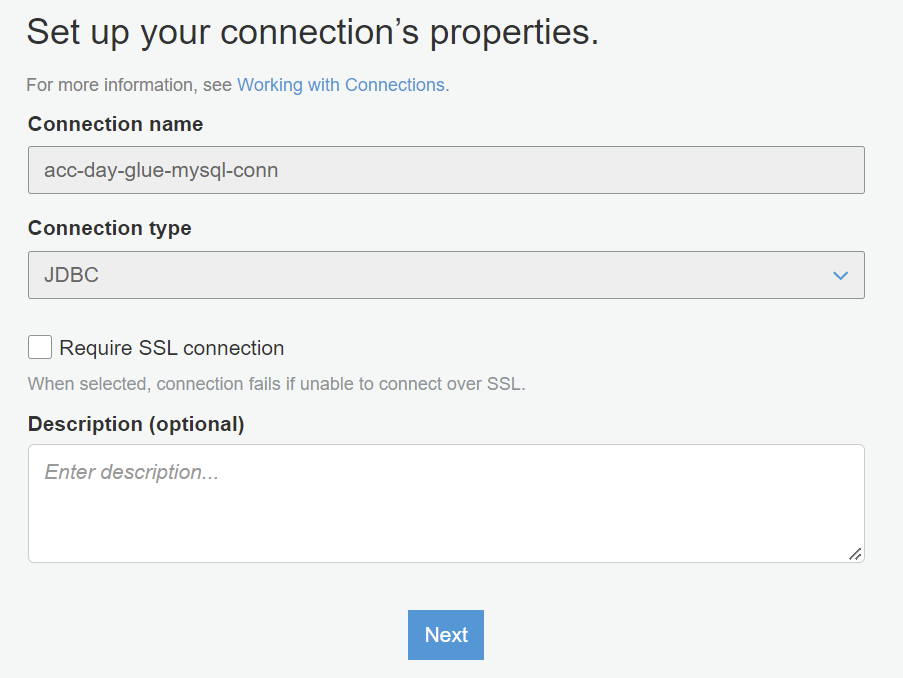 Set up your connection’s properties.
For more information, see Working with Connections.
Connection name
acc-day-glue-mysql-conn
Connection type
JDBC
Require SSL connection
When selected, connection fails if unable to connect over SSL.
Description (optional)
Enter description...
Next